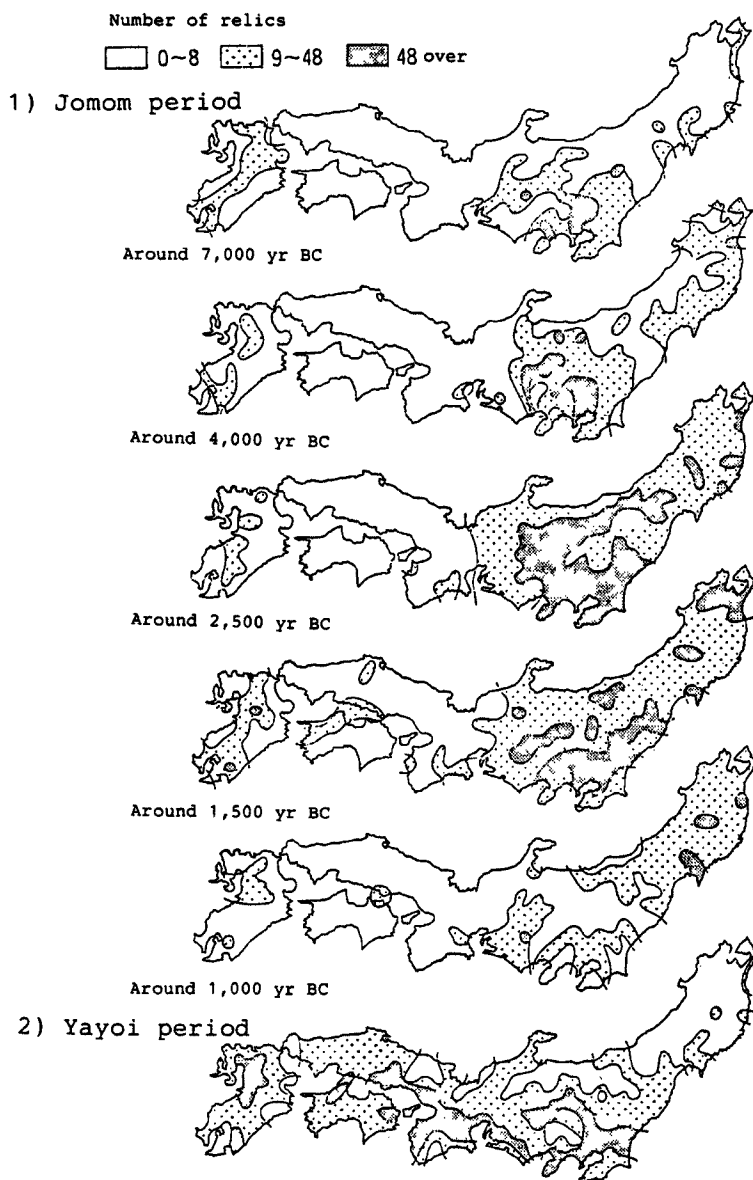 Number of relics
0~8 9~48 48 over
1) Jomom period
Around 7,000 yr BC
Around 4,000 yr BC
Around 2,500 yr BC
Around 1,500 yr BC
Around 1,000 yr BC
2) Yayoi period